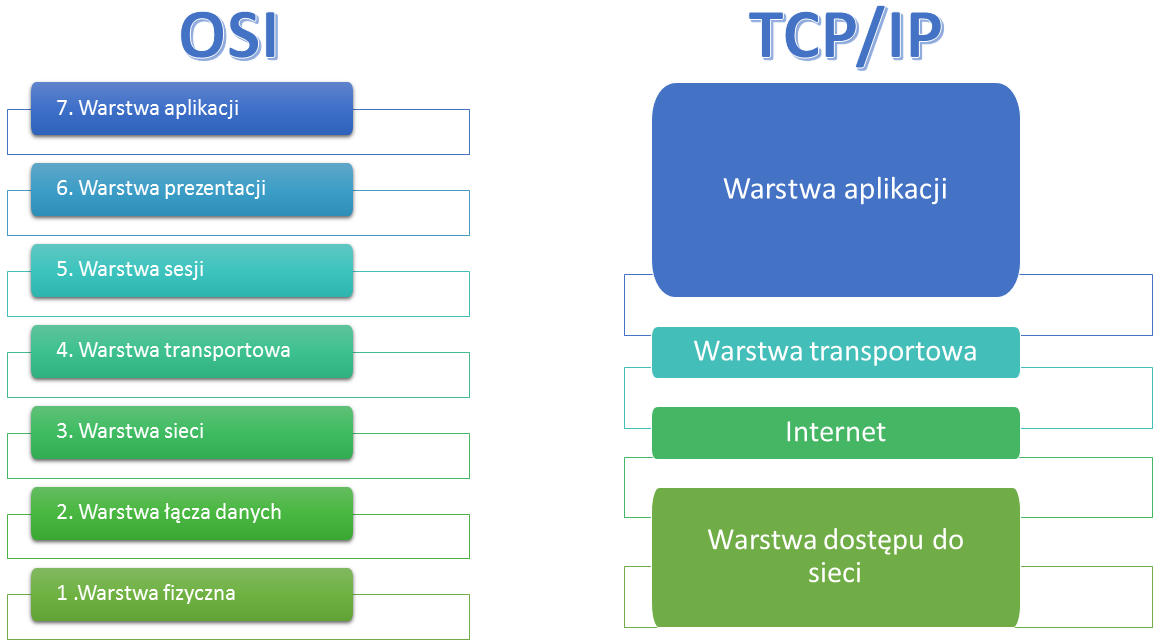 OSI
7. Warstwa aplikacji
6. Warstwa prezentacji
5. Warstwa sesji
4. Warstwa transportowa
3. Warstwa sieci
2. Warstwa łącza danych
1 .Warstwa fizyczna
TCP/IP
Warstwa aplikacji
Warstwa transportowa
Internet
Warstwa dostępu do
sieci